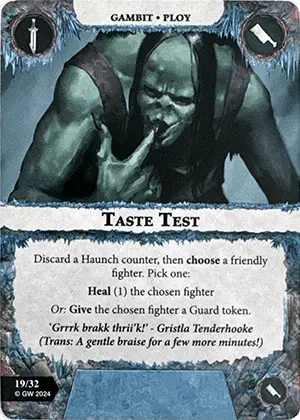 GAMBIT • PLOY
TASTE TEST
Discard a Haunch counter, then choose a friendly
fighter. Pick one:
Heal (1) the chosen fighter
Or: Give the chosen fighter a Guard token.
‘Grrrk brakk thrii’k!’ - Gristla Tenderhooke
(Trans: A gentle braise for a few more minutes!)
19/32
© GW 2024